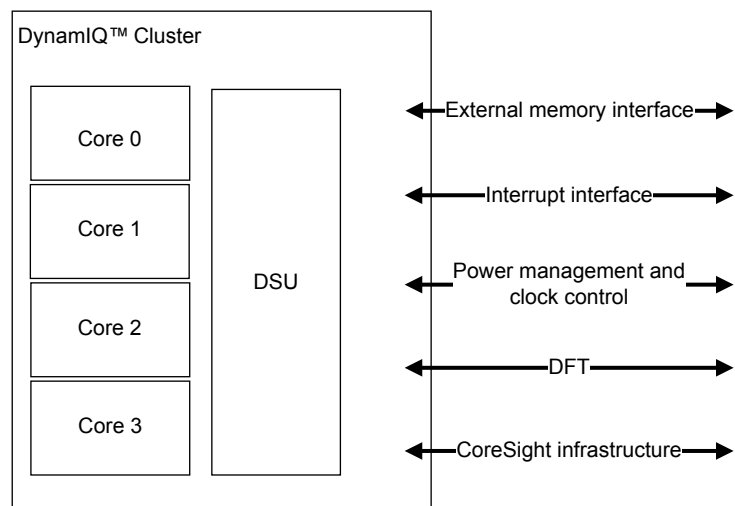 DynamIQ™ Cluster
Core 0
Core 1
Core 2
Core 3
DSU
External memory interface
Interrupt interface
Power management and
clock control
DFT
CoreSight infrastructure